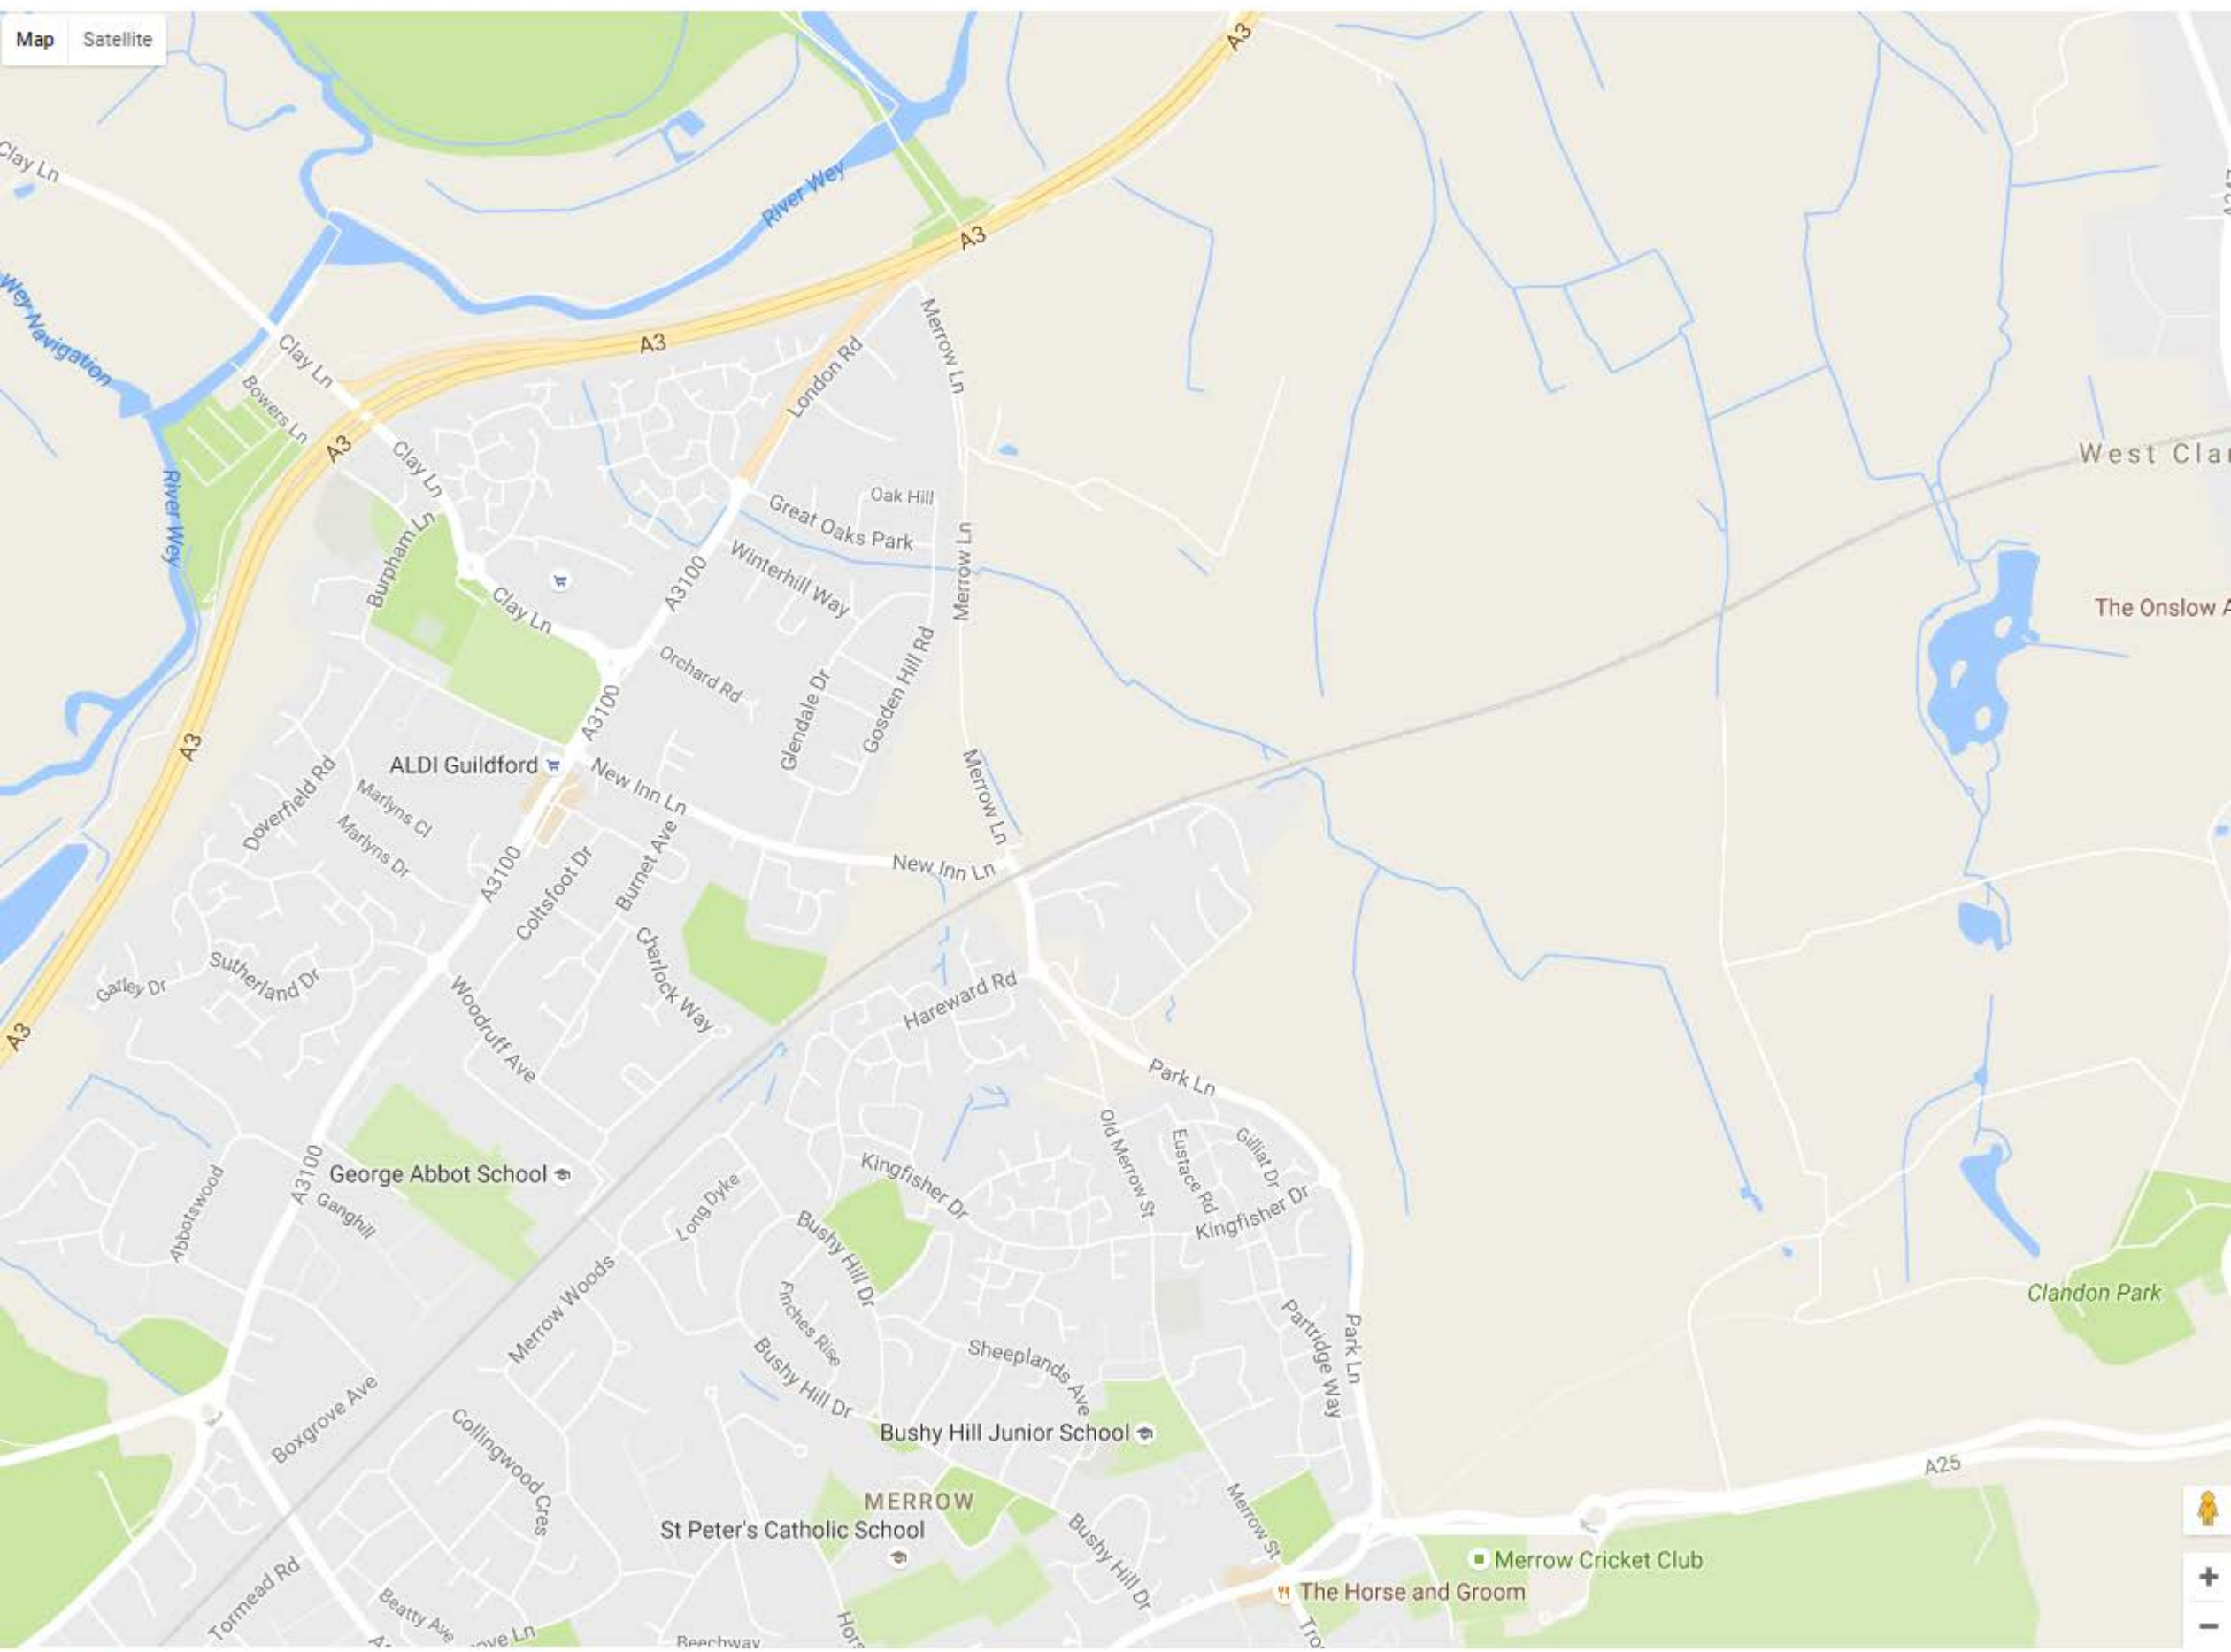 Map Satellite
A3
Clay Ln
River Wey
A3
Wey Navigation
Merrow Ln
Clay Ln
A3
London Rd
Bowers Ln
A3
Clay Ln
West Clar
River Wey
Oak Hill
Great Oaks Park
Merrow Ln
Burpham Ln
Winterhill Way
A3100
Clay Ln
The Onslow A
Orchard Rd
Gosden Hill Rd
Glendale Dr
A3100
A3
ALDI Guildford
New Inn Ln
Merrow Ln
Doverfield Rd
Marlyns Cl
Marlyns Dr
A3100
Coltsfoot Dr
Burnet Ave
New Inn Ln
Charlock Way
Sutherland Dr
Gatley Dr
Hareward Rd
A3
Woodruff Ave
Park Ln
Old Merrow St
Eustace Rd
Gilliat Dr
A3100
George Abbot School
Kingfisher Dr
Abbotswood
Ganghill
Long Dyke
Bushy Hill Dr
Kingfisher Dr
Clandon Park
Merrow Woods
Finches Rise
Partridge Way
Park Ln
Sheeplands Ave
Bushy Hill Dr
Boxgrove Ave
Collingwood Cres
Bushy Hill Junior School
A25
MERROW
Merrow St
St Peter's Catholic School
Bushy Hill Dr
Merrow Cricket Club
The Horse and Groom
Tormead Rd
Beatty Ave
ove Ln
Beechway
Hors
Tro